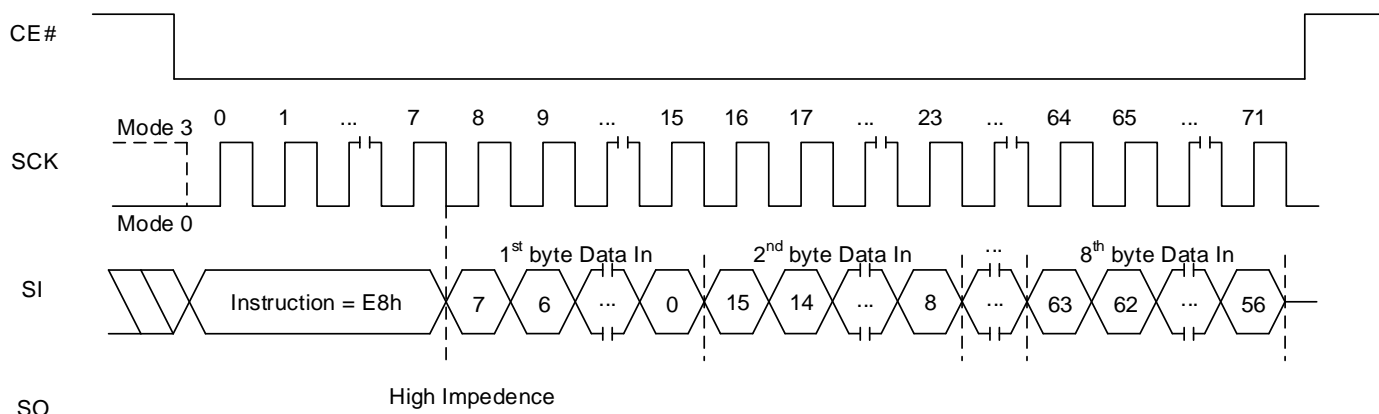 CE#
0 1 ... 7 8 9 ... 15 16 17 ... 23 ... 64 65 ... 71
Mode 3
SCK
Mode 0
1st byte Data In 2nd byte Data In ... 8th byte Data In
SI
Instruction = E8h 7 6 ... 0 15 14 ... 8 ... 63 62 ... 56
High Impedence
SO